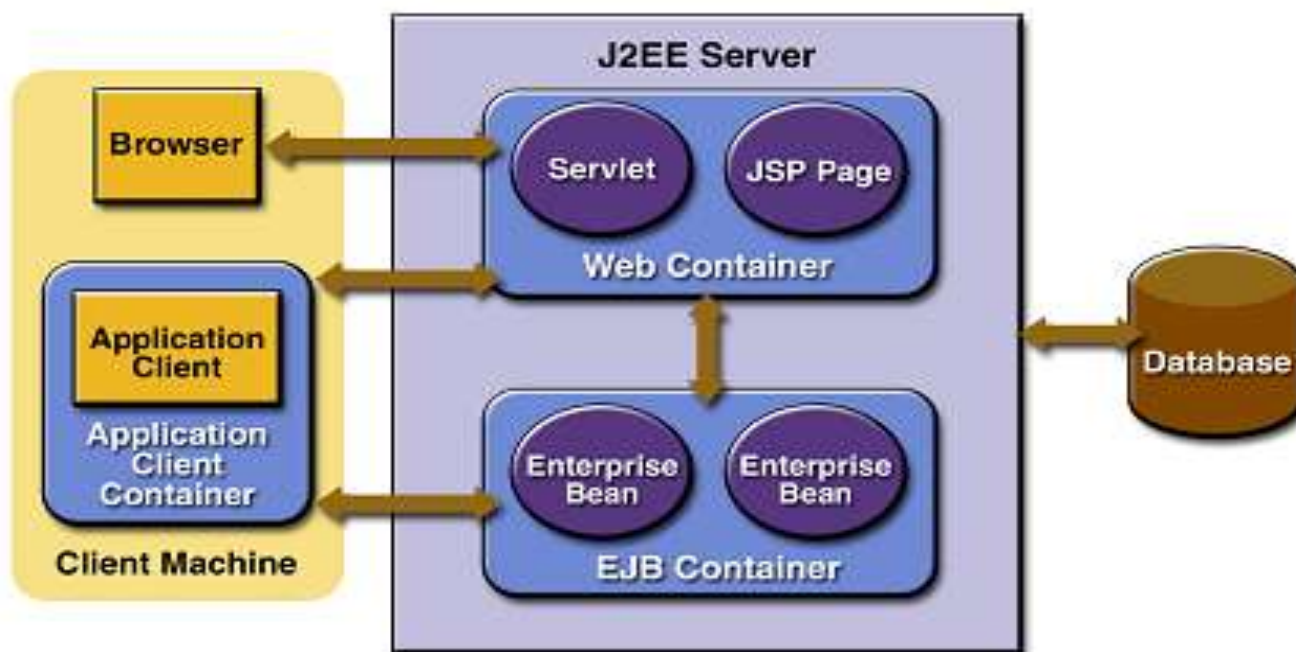 J2EE Server
Browser
Servlet
JSP Page
Web Container
Application
Client
Application
Client
Container
Client Machine
Enterprise
Bean
Enterprise
Bean
EJB Container
Database